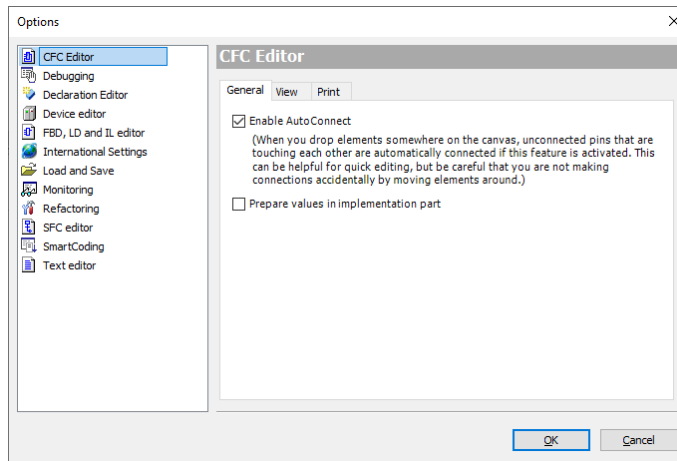 Options
CFC Editor
Debugging
Declaration Editor
Device editor
FBD, LD and IL editor
International Settings
Load and Save
Monitoring
Refactoring
SFC editor
SmartCoding
Text editor
CFC Editor
General View Print
Enable AutoConnect
(When you drop elements somewhere on the canvas, unconnected pins that are
touching each other are automatically connected if this feature is activated. This
can be helpful for quick editing, but be careful that you are not making
connections accidentally by moving elements around.)
Prepare values in implementation part
OK Cancel